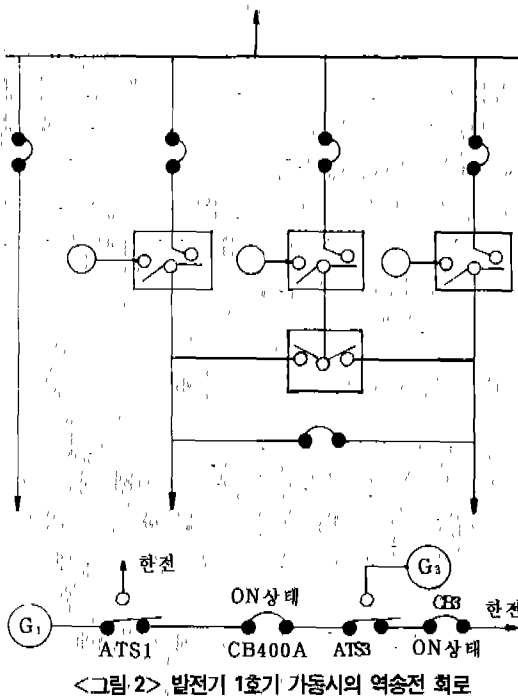 한전
G₃
ON상태
CB3
한전
G₁
ATS1
CB400A
ATS3
ON상태
<그림 2> 발전기 1호기 가동시의 역송전 회로